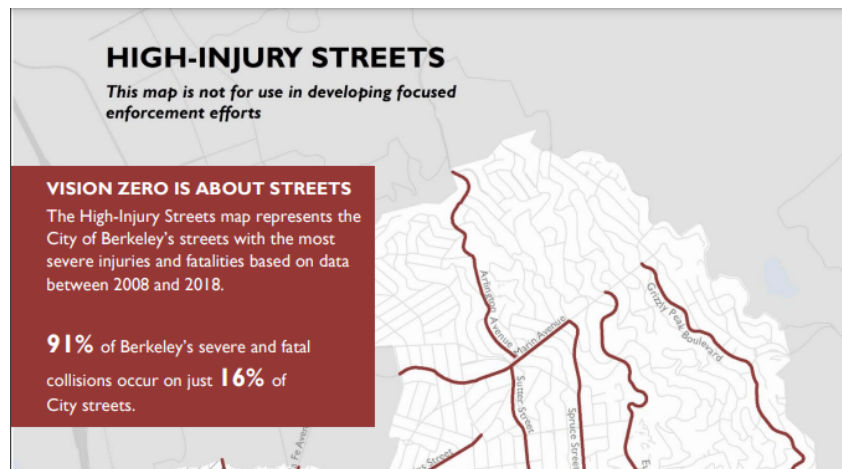 HIGH-INJURY STREETS
This map is not for use in developing focused
enforcement efforts
VISION ZERO IS ABOUT STREETS
The High-Injury Streets map represents the
City of Berkeley's streets with the most
severe injuries and fatalities based on data
between 2008 and 2018.
91% of Berkeley's severe and fatal
collisions occur on just 16% of
City streets.
Arlington Avenue
Marin Avenue
Grizzly Peak Boulevard
Sutter Street
Spruce Street
Street